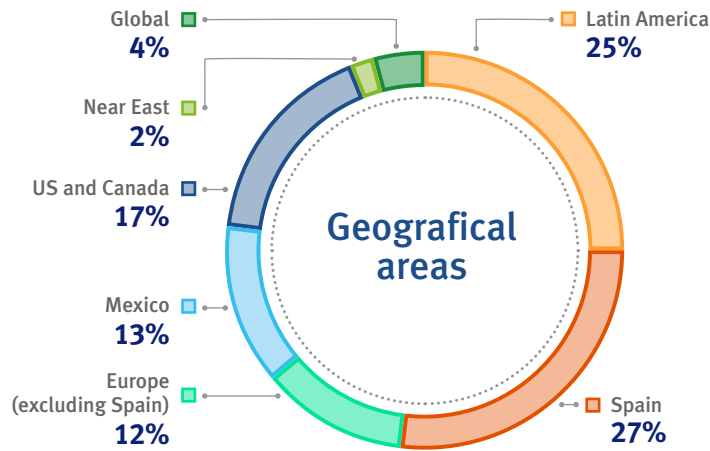 Global
4%
Latin America
25%
Near East
2%
US and Canada
17%
Geografical
areas
Mexico
13%
Europe
(excluding Spain)
12%
Spain
27%